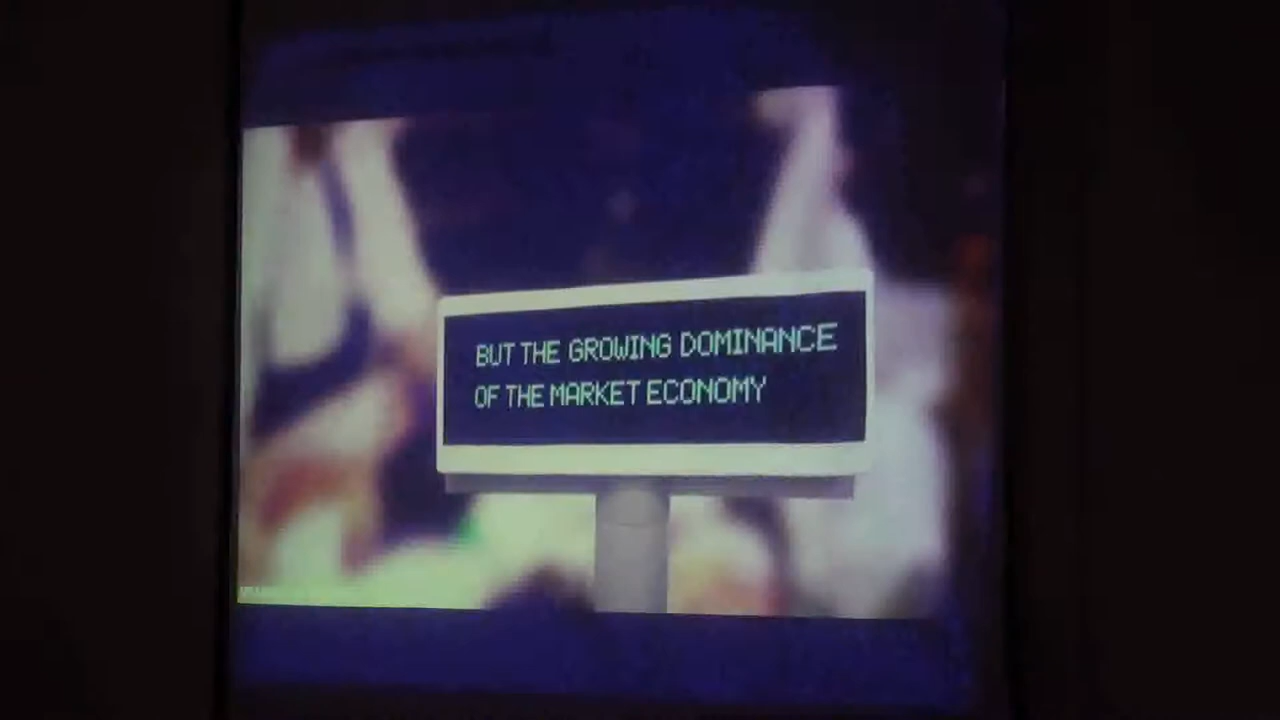 BUT THE GROWING DOMINANCE
OF THE MARKET ECONOMY